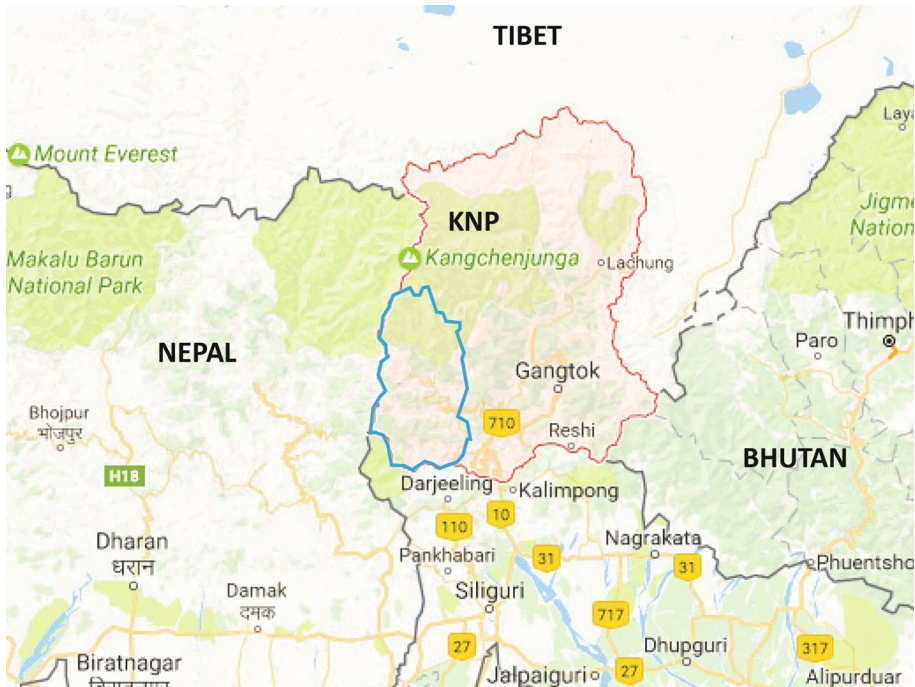 TIBET
Mount Everest
Laya
KNP
Jigme
Nation
Makalu Barun
National Park
Kangchenjunga
Lachung
NEPAL
Thimph
Paro
Gangtok
Bhojpur
भोजपुर
710
Reshi
BHUTAN
H18
Darjeeling
Kalimpong
10
110
Dharan
धरान
Pankhabari
31
Nagrakata
31
Phuentsho
Damak
दमक
Siliguri
717
27
Dhupguri
317
Biratnagar
Jalpaiguri
27
Alipurduar